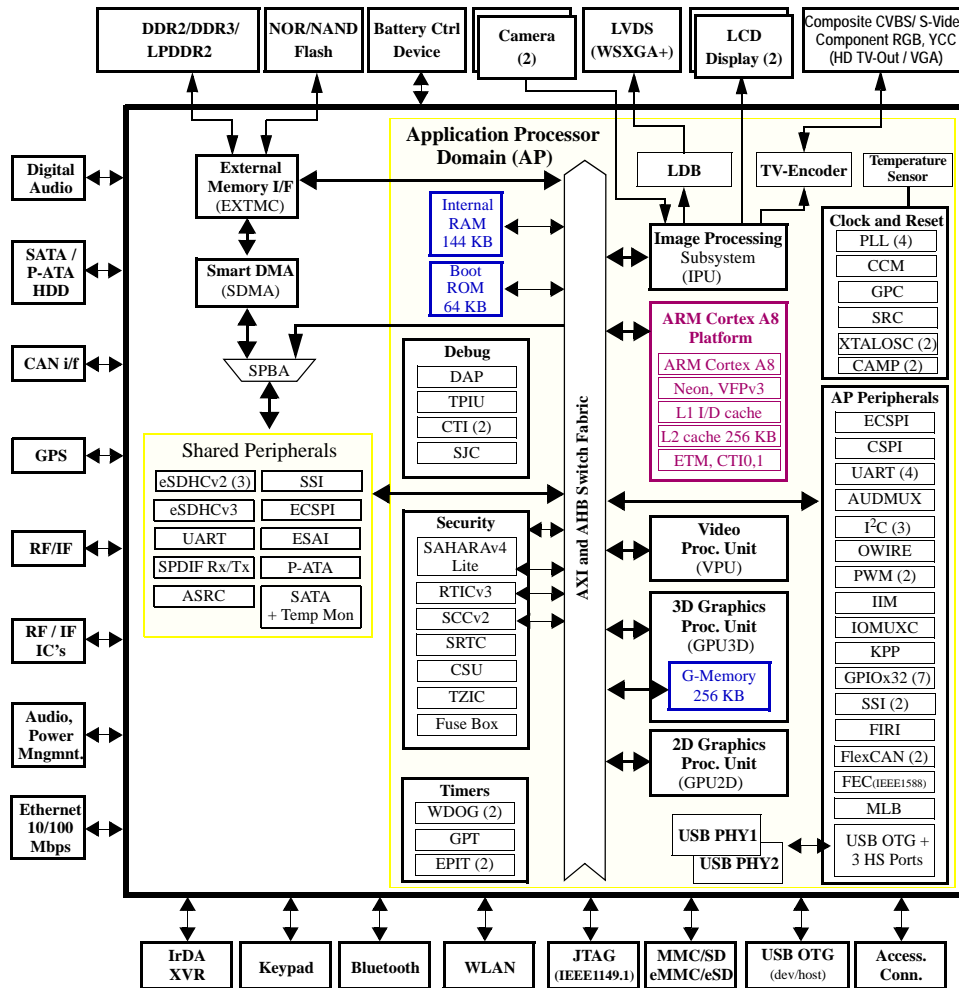 DDR2/DDR3/
LPDDR2
NOR/NAND
Flash
Battery Ctrl
Device
Camera
(2)
LVDS
(WSXGA+)
LCD
Display (2)
Composite CVBS/ S-Vide
Component RGB, YCC
(HD TV-Out / VGA)
Digital
Audio
SATA /
P-ATA
HDD
CAN i/f
GPS
RF/IF
RF / IF
IC's
Audio,
Power
Mngmnt.
Ethernet
10/100
Mbps
External
Memory I/F
(EXTMC)
Smart DMA
(SDMA)
SPBA
Shared Peripherals
eSDHCv2 (3)
SSI
eSDHCv3
ECSPI
UART
ESAI
SPDIF Rx/Tx
P-ATA
ASRC
SATA
+ Temp Mon
Application Processor
Domain (AP)
Internal
RAM
144 KB
Boot
ROM
64 KB
Debug
DAP
TPIU
CTI (2)
SJC
Security
SAHARAv4
Lite
RTICv3
SCCv2
SRTC
CSU
TZIC
Fuse Box
Timers
WDOG (2)
GPT
EPIT (2)
AXI and AHB Switch Fabric
LDB
TV-Encoder
Image Processing
Subsystem
(IPU)
ARM Cortex A8
Platform
ARM Cortex A8
Neon, VFPv3
L1 I/D cache
L2 cache 256 KB
ETM, CTI0,1
Video
Proc. Unit
(VPU)
3D Graphics
Proc. Unit
(GPU3D)
G-Memory
256 KB
2D Graphics
Proc. Unit
(GPU2D)
USB PHY1
USB PHY2
Temperature
Sensor
Clock and Reset
PLL (4)
CCM
GPC
SRC
XTALOSC (2)
CAMP (2)
AP Peripherals
ECSPI
CSPI
UART (4)
AUDMUX
I²C (3)
OWIRE
PWM (2)
IIM
IOMUXC
KPP
GPIOx32 (7)
SSI (2)
FIRI
FlexCAN (2)
FEC(IEEE1588)
MLB
USB OTG +
3 HS Ports
IrDA
XVR
Keypad
Bluetooth
WLAN
JTAG
(IEEE1149.1)
MMC/SD
eMMC/eSD
USB OTG
(dev/host)
Access.
Conn.